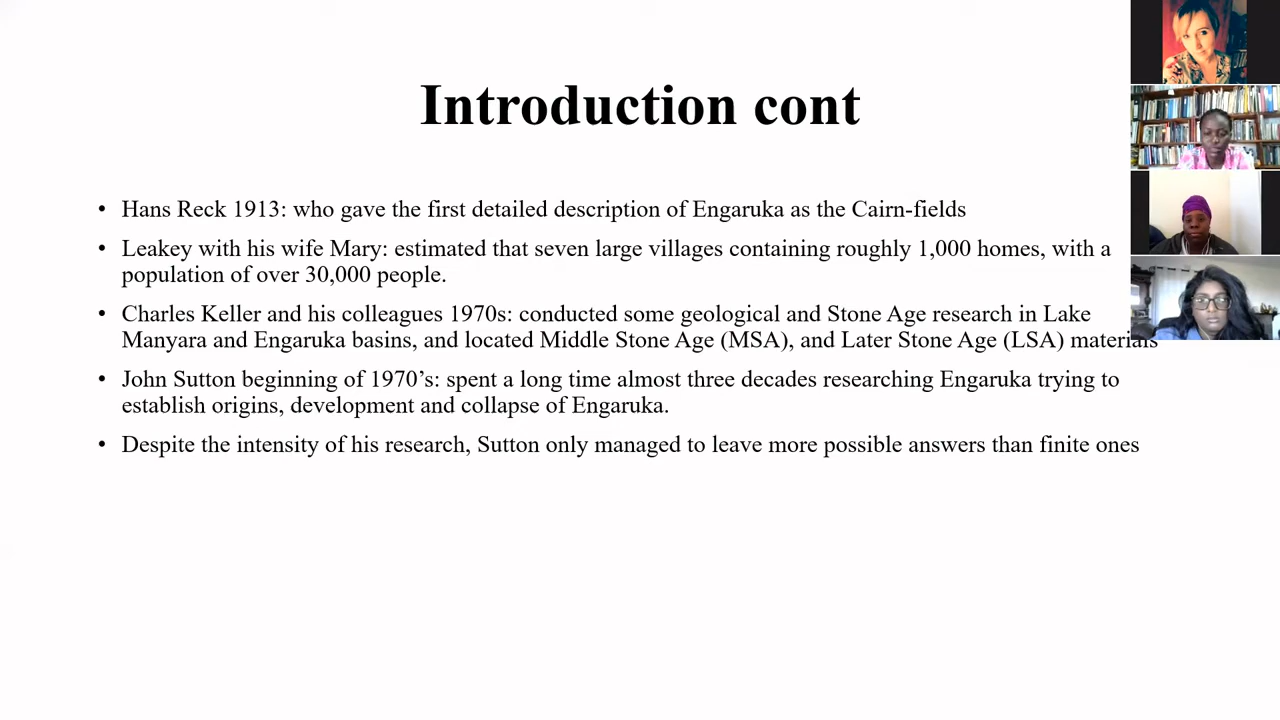 Introduction cont
• Hans Reck 1913: who gave the first detailed description of Engaruka as the Cairn-fields
• Leakey with his wife Mary: estimated that seven large villages containing roughly 1,000 homes, with a
population of over 30,000 people.
• Charles Keller and his colleagues 1970s: conducted some geological and Stone Age research in Lake
Manyara and Engaruka basins, and located Middle Stone Age (MSA), and Later Stone Age (LSA) materials
• John Sutton beginning of 1970’s: spent a long time almost three decades researching Engaruka trying to
establish origins, development and collapse of Engaruka.
• Despite the intensity of his research, Sutton only managed to leave more possible answers than finite ones